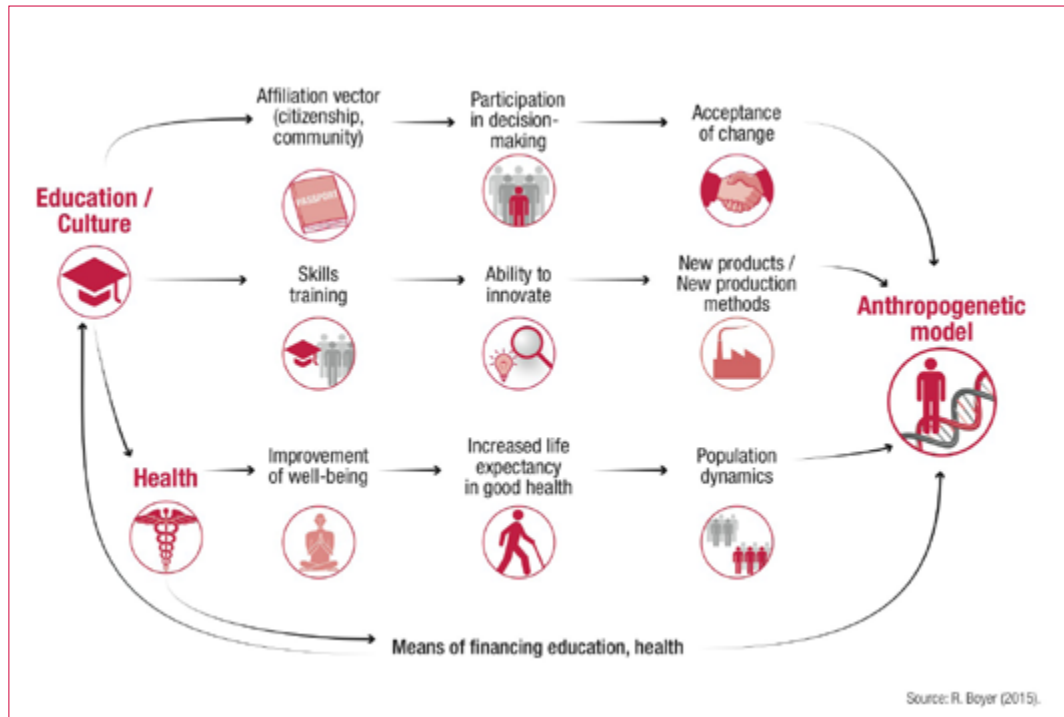 Affiliation vector
(citizenship,
community)
Participation
in decision-
making
Acceptance
of change
PASSPORT
Education /
Culture
Skills
training
Ability to
innovate
New products /
New production
methods
Anthropogenetic
model
Health
Improvement
of well-being
Increased life
expectancy
in good health
Population
dynamics
Means of financing education, health
Source: R. Boyer (2015).